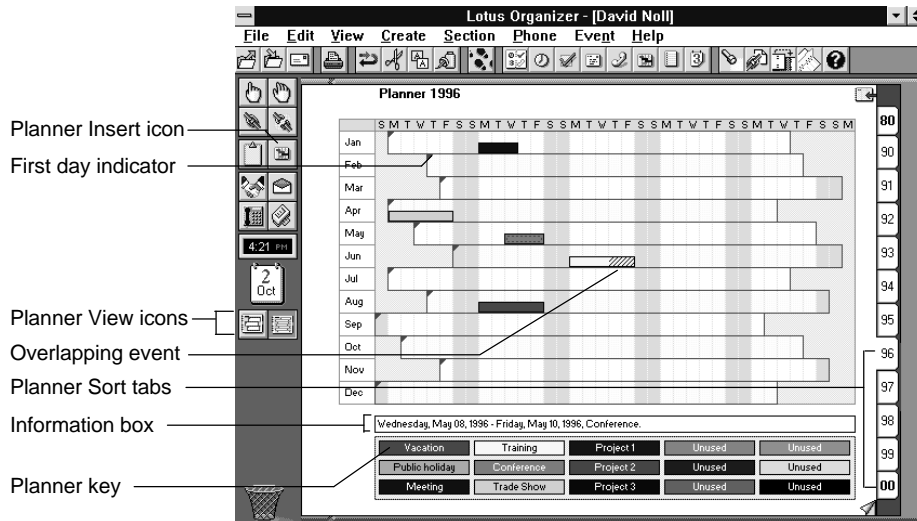 Lotus Organizer - [David Noll]
File Edit View Create Section Phone Event Help
Planner 1996
S M T W T F S S M T W T F S S M T W T F S S M T W T F S S M T W T F S S M
Jan
Feb
Mar
Apr
May
Jun
Jul
Aug
Sep
Oct
Nov
Dec
80
90
91
92
93
94
95
96
97
98
99
00
4:21 PM
2
Oct
3
Planner Insert icon
First day indicator
Planner View icons
Overlapping event
Planner Sort tabs
Information box
Planner key
Wednesday, May 08, 1996 - Friday, May 10, 1996, Conference.
Vacation Training Project 1 Unused Unused
Public holiday Conference Project 2 Unused Unused
Meeting Trade Show Project 3 Unused Unused